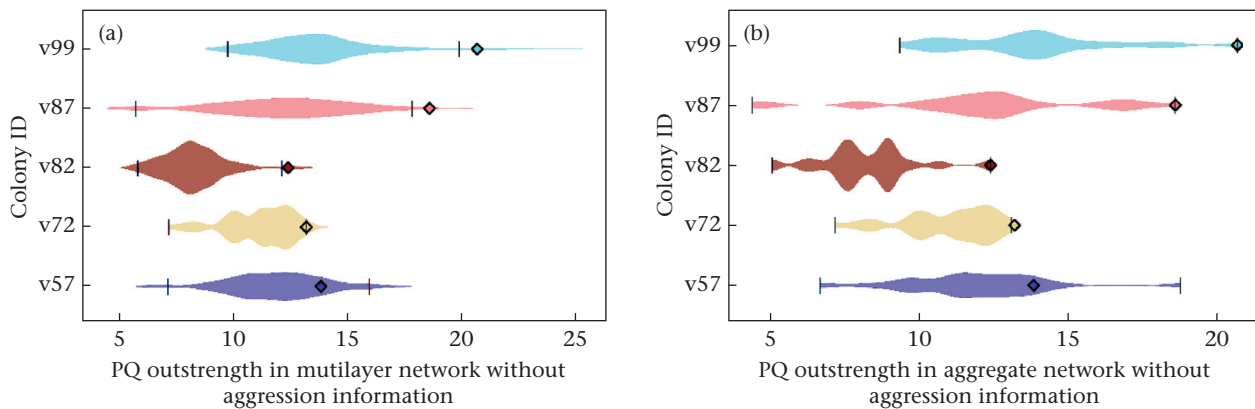 (a)
Colony ID
v99
v87
v82
v72
v57
5 10 15 20 25
PQ outstrength in mutilayer network without
aggression information
(b)
Colony ID
v99
v87
v82
v72
v57
5 10 15 20
PQ outstrength in aggregate network without
aggression information